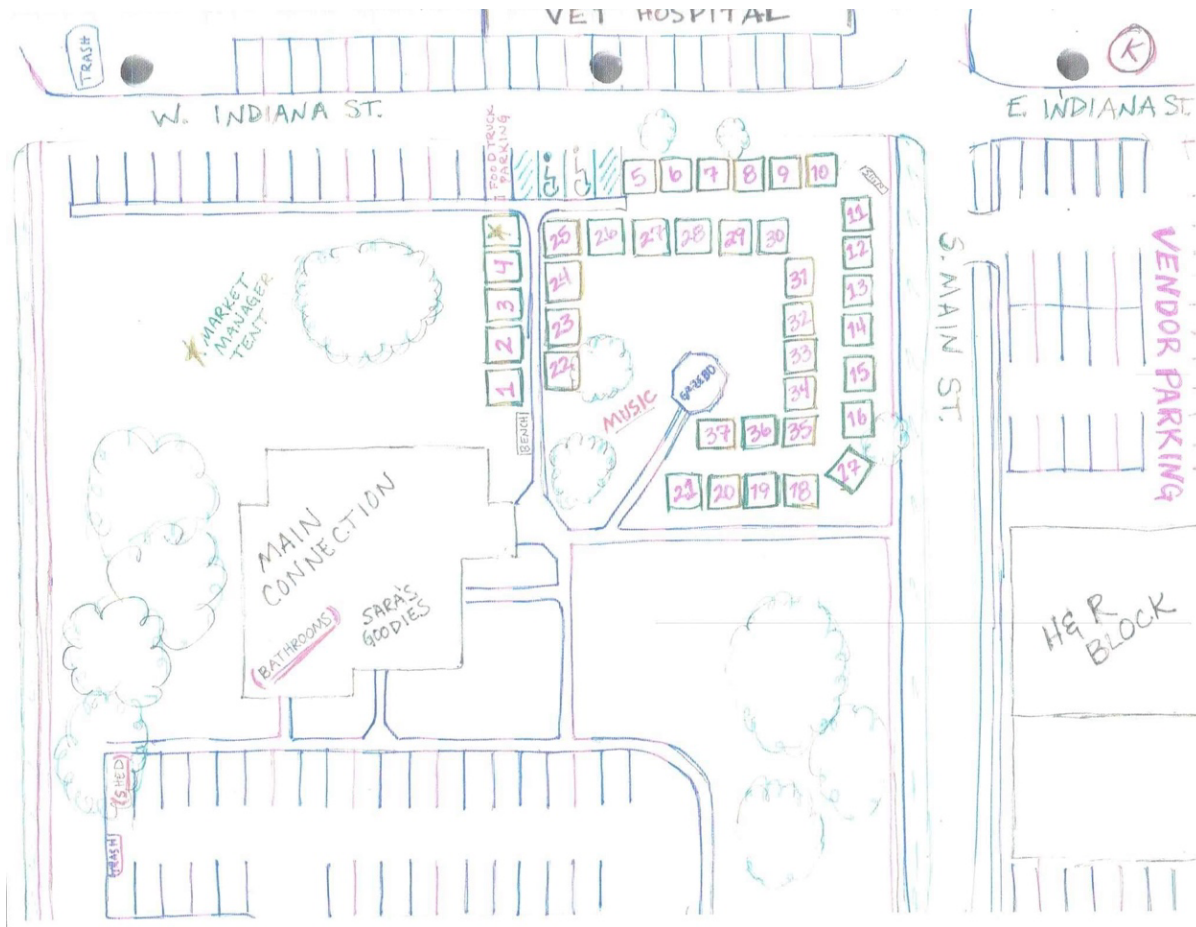 VET HOSPITAL
TRASH
K
W. INDIANA ST.
E. INDIANA ST.
FOOD TRUCK
PARKING
5 6 7 8 9 10
11
12
13
14
15
16
17
4
3
2
1
25 26 27 28 29 30
24
23
22
31
32
33
34
37 36 35
21 20 19 18
MARKET
MANAGER
TENT
GAZEBO
MUSIC
BENCH
S. MAIN ST.
VENDOR PARKING
MAIN
CONNECTION
SARA'S
GOODIES
BATHROOMS
H&R
BLOCK
SHED
TRASH